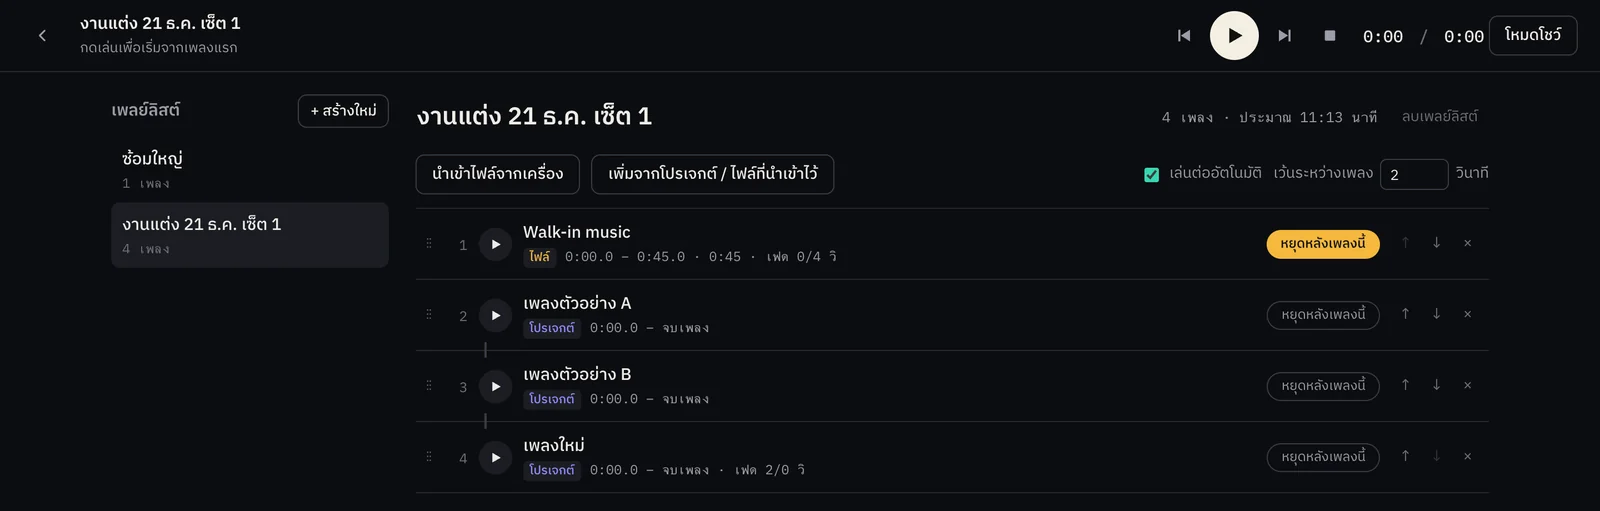 งานแต่ง 21 ธ.ค. เซ็ต 1
กดเล่นเพื่อเริ่มจากเพลงแรก
0:00 / 0:00
โหมดโชว์
เพลย์ลิสต์
+ สร้างใหม่
ซ้อมใหญ่
1 เพลง
งานแต่ง 21 ธ.ค. เซ็ต 1
4 เพลง
งานแต่ง 21 ธ.ค. เซ็ต 1
4 เพลง · ประมาณ 11:13 นาที
ลบเพลย์ลิสต์
นำเข้าไฟล์จากเครื่อง
เพิ่มจากโปรเจกต์ / ไฟล์ที่นำเข้าไว้
เล่นต่ออัตโนมัติ เว้นระหว่างเพลง 2 วินาที
1 Walk-in music
ไฟล์ 0:00.0 – 0:45.0 · 0:45 · เฟด 0/4 วิ
หยุดหลังเพลงนี้ ↑ ↓ ×
2 เพลงตัวอย่าง A
โปรเจกต์ 0:00.0 – จบเพลง
หยุดหลังเพลงนี้ ↑ ↓ ×
3 เพลงตัวอย่าง B
โปรเจกต์ 0:00.0 – จบเพลง
หยุดหลังเพลงนี้ ↑ ↓ ×
4 เพลงใหม่
โปรเจกต์ 0:00.0 – จบเพลง · เฟด 2/0 วิ
หยุดหลังเพลงนี้ ↑ ↓ ×